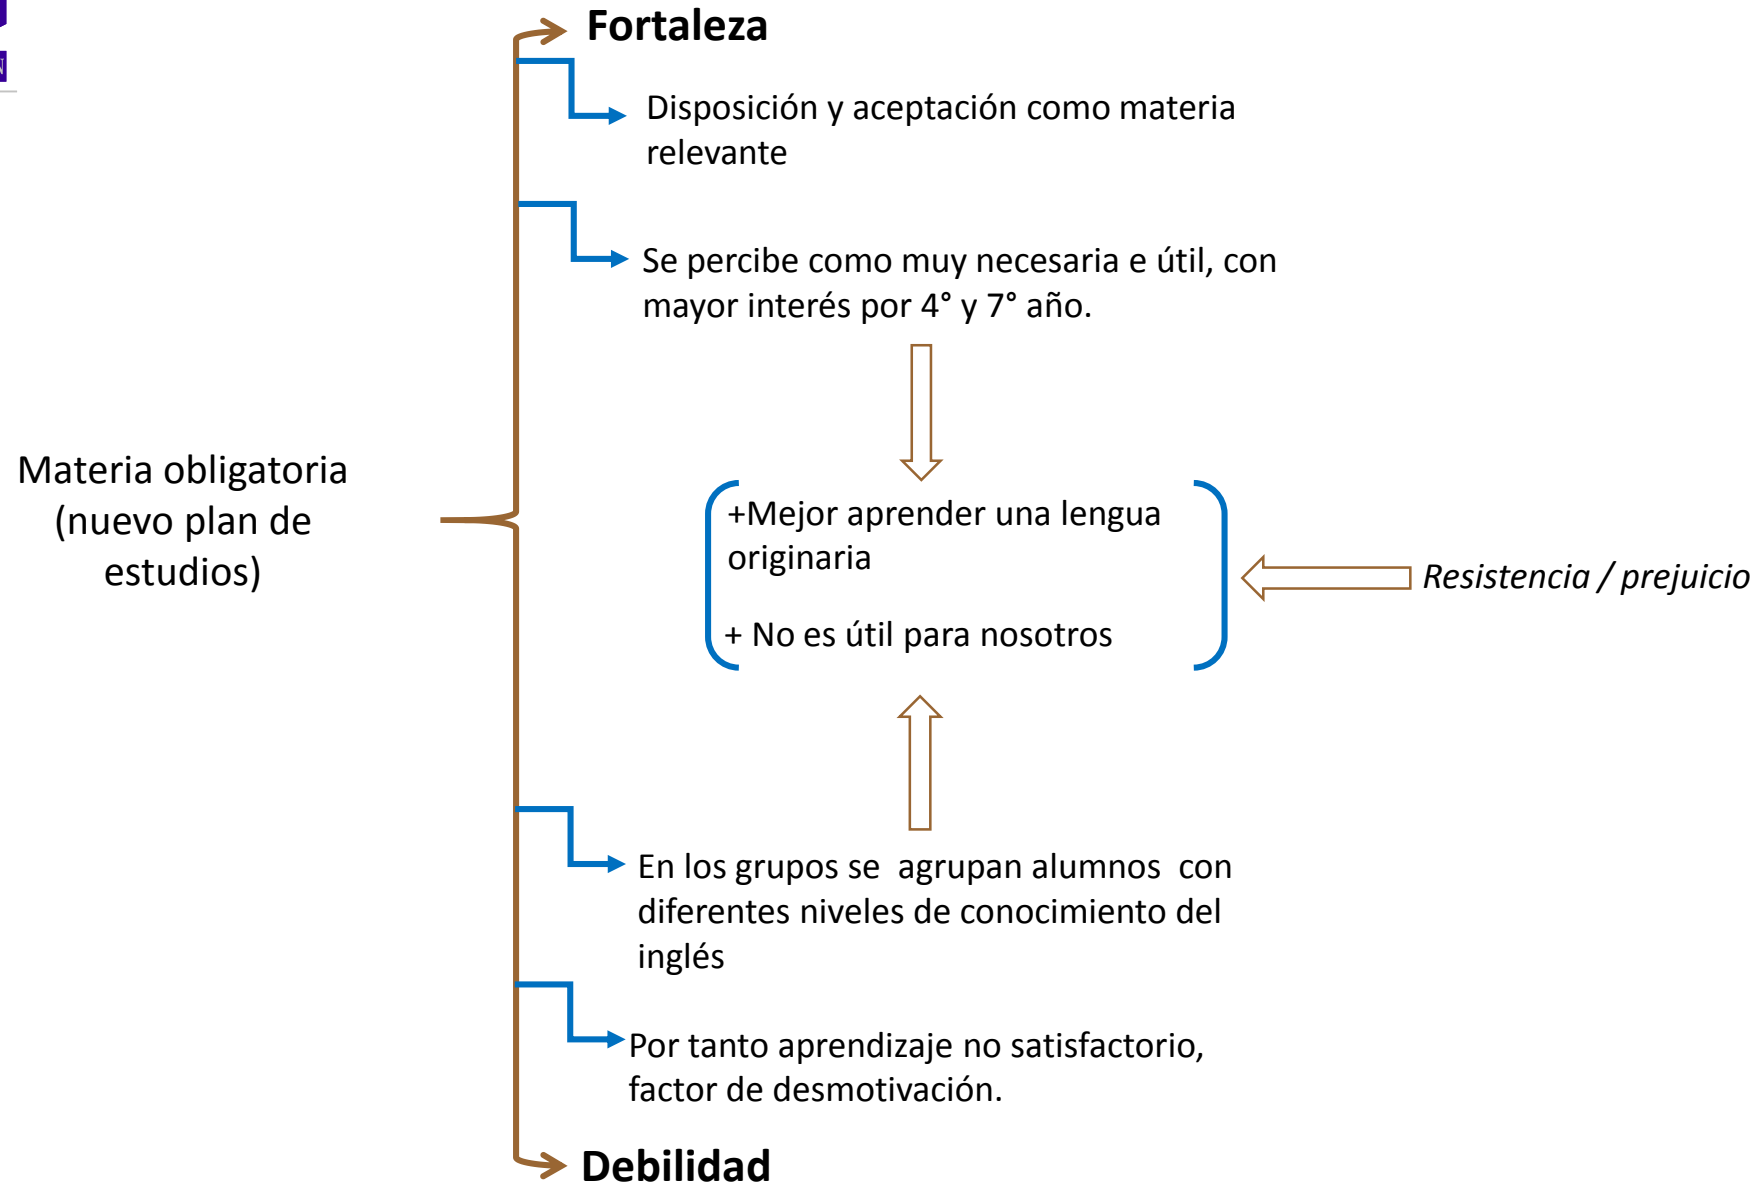 Fortaleza
Disposición y aceptación como materia
relevante
Se percibe como muy necesaria e útil, con
mayor interés por 4° y 7° año.
Materia obligatoria
(nuevo plan de
estudios)
+Mejor aprender una lengua
originaria
+ No es útil para nosotros
Resistencia / prejuicio
En los grupos se  agrupan alumnos  con
diferentes niveles de conocimiento del
inglés
Por tanto aprendizaje no satisfactorio,
factor de desmotivación.
Debilidad